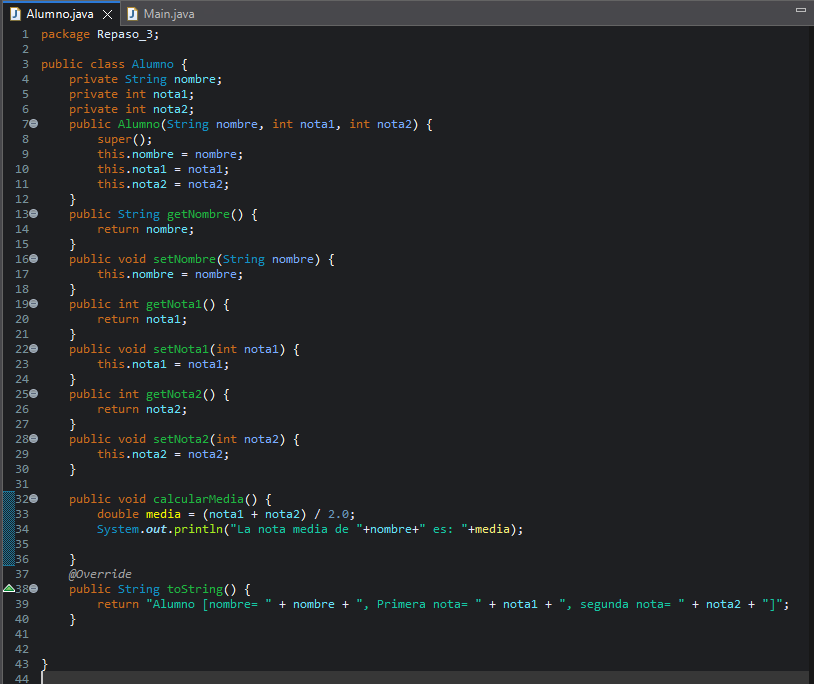 Alumno.java Main.java
1 package Repaso_3;
2
3 public class Alumno {
4     private String nombre;
5     private int nota1;
6     private int nota2;
7     public Alumno(String nombre, int nota1, int nota2) {
8         super();
9         this.nombre = nombre;
10         this.nota1 = nota1;
11         this.nota2 = nota2;
12     }
13     public String getNombre() {
14         return nombre;
15     }
16     public void setNombre(String nombre) {
17         this.nombre = nombre;
18     }
19     public int getNota1() {
20         return nota1;
21     }
22     public void setNota1(int nota1) {
23         this.nota1 = nota1;
24     }
25     public int getNota2() {
26         return nota2;
27     }
28     public void setNota2(int nota2) {
29         this.nota2 = nota2;
30     }
31
32     public void calcularMedia() {
33         double media = (nota1 + nota2) / 2.0;
34         System.out.println("La nota media de "+nombre+" es: "+media);
35
36     }
37     @Override
38     public String toString() {
39         return "Alumno [nombre= " + nombre + ", Primera nota= " + nota1 + ", segunda nota= " + nota2 + "]";
40     }
41
42
43 }
44